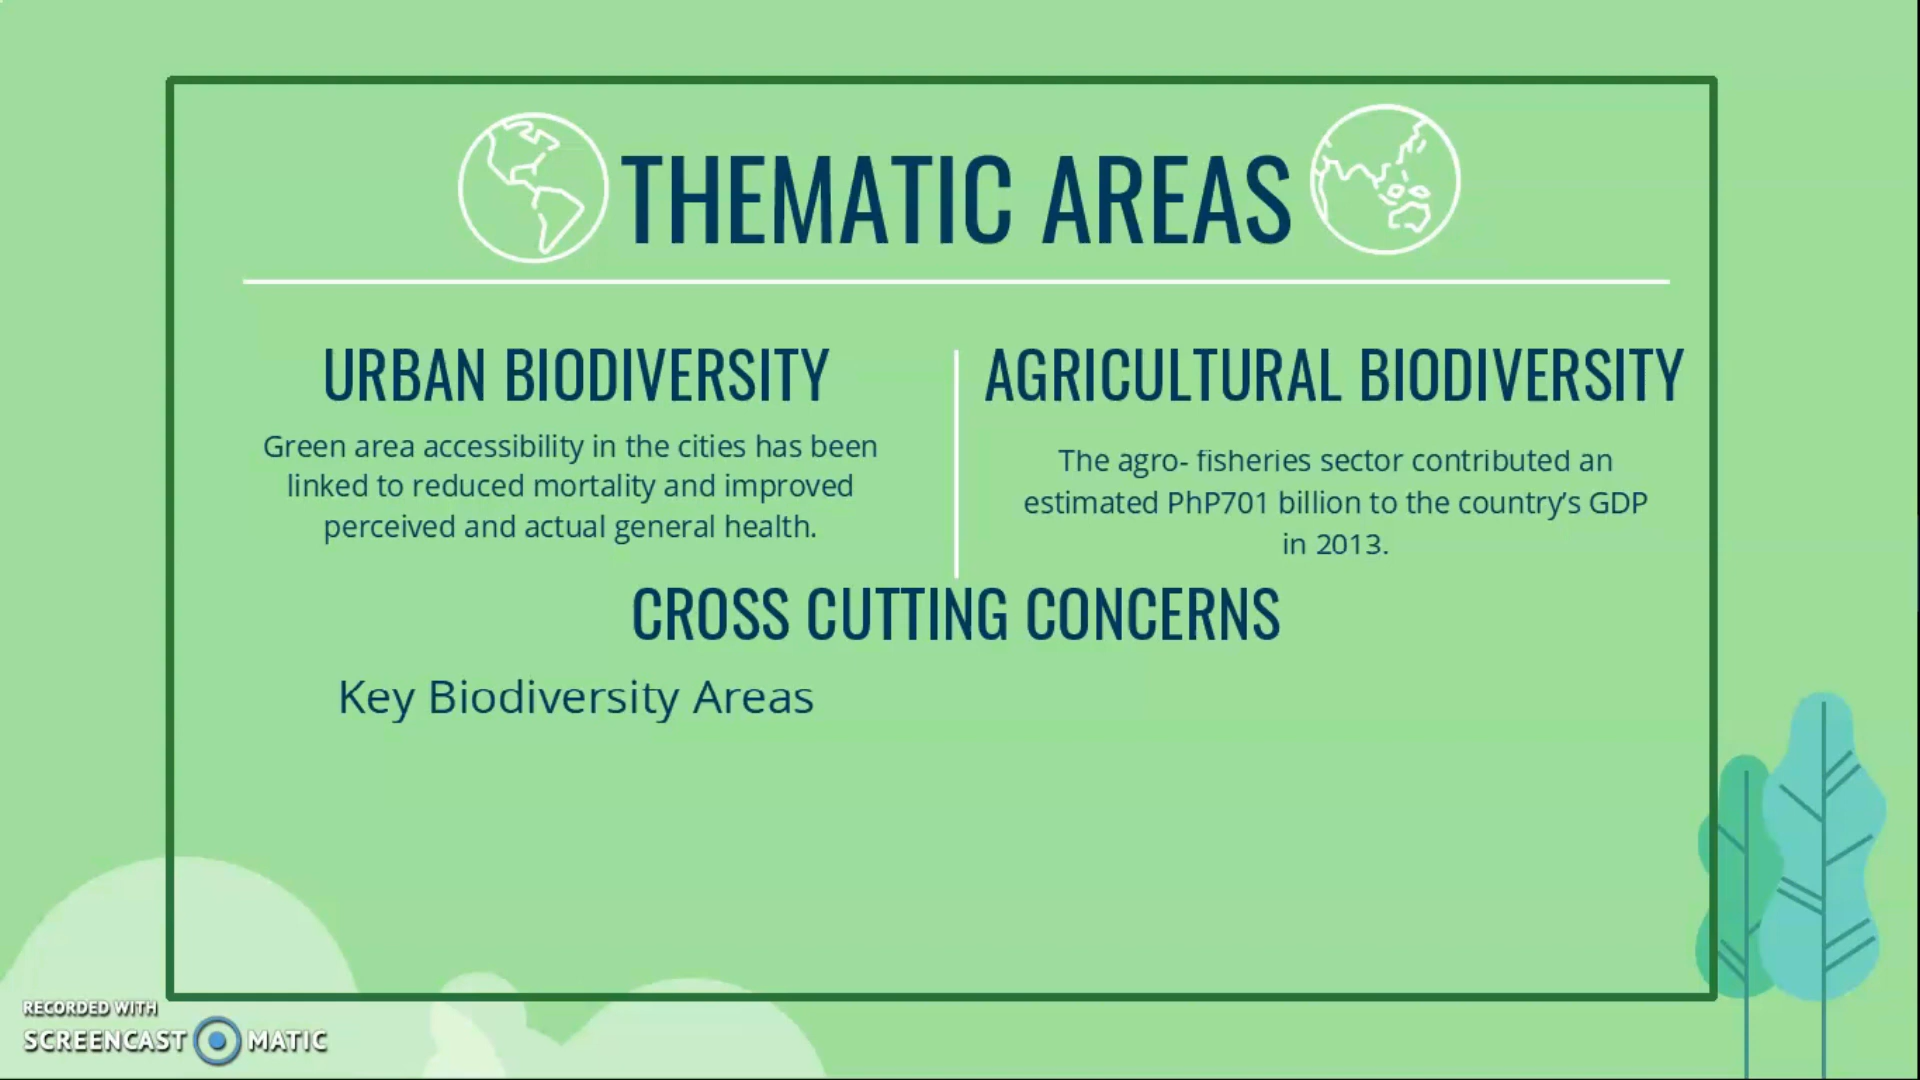 THEMATIC AREAS
URBAN BIODIVERSITY
Green area accessibility in the cities has been
linked to reduced mortality and improved
perceived and actual general health.
AGRICULTURAL BIODIVERSITY
The agro- fisheries sector contributed an
estimated PhP701 billion to the country's GDP
in 2013.
CROSS CUTTING CONCERNS
Key Biodiversity Areas
RECORDED WITH
SCREENCAST MATIC